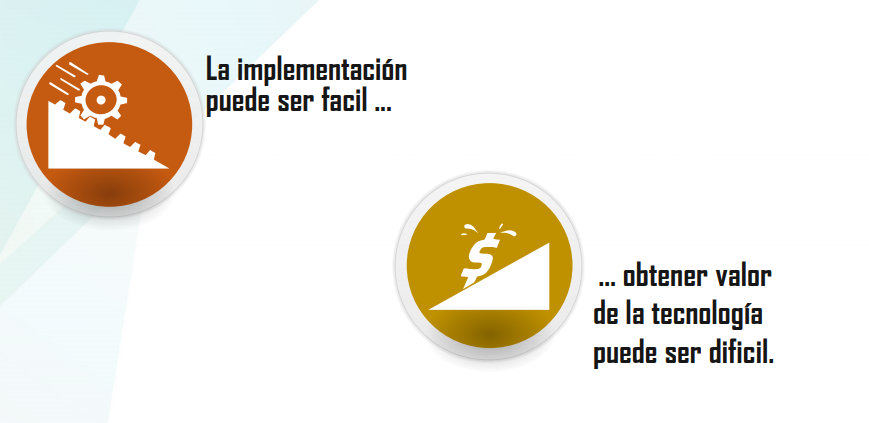 La implementación
puede ser facil ...
$
... obtener valor
de la tecnología
puede ser dificil.